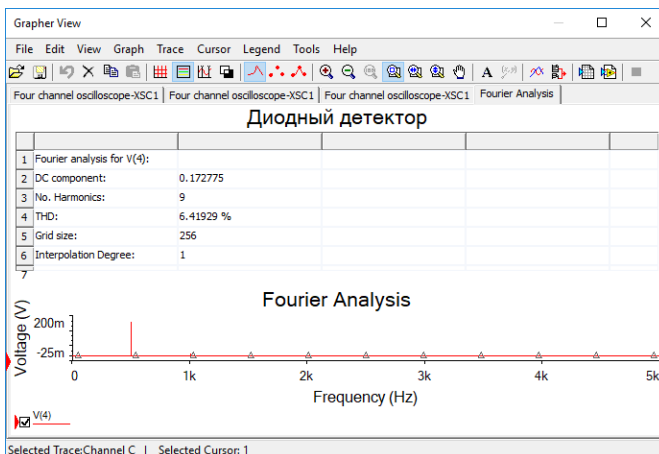 Grapher View
File Edit View Graph Trace Cursor Legend Tools Help
Four channel oscilloscope-XSC1 Four channel oscilloscope-XSC1 Four channel oscilloscope-XSC1 Fourier Analysis
Диодный детектор
1 Fourier analysis for V(4):
2 DC component: 0.172775
3 No. Harmonics: 9
4 THD: 6.41929 %
5 Grid size: 256
6 Interpolation Degree: 1
7
Fourier Analysis
Voltage (V)
200m
-25m
0 1k 2k 3k 4k 5k
Frequency (Hz)
V(4)
Selected Trace:Channel C | Selected Cursor: 1